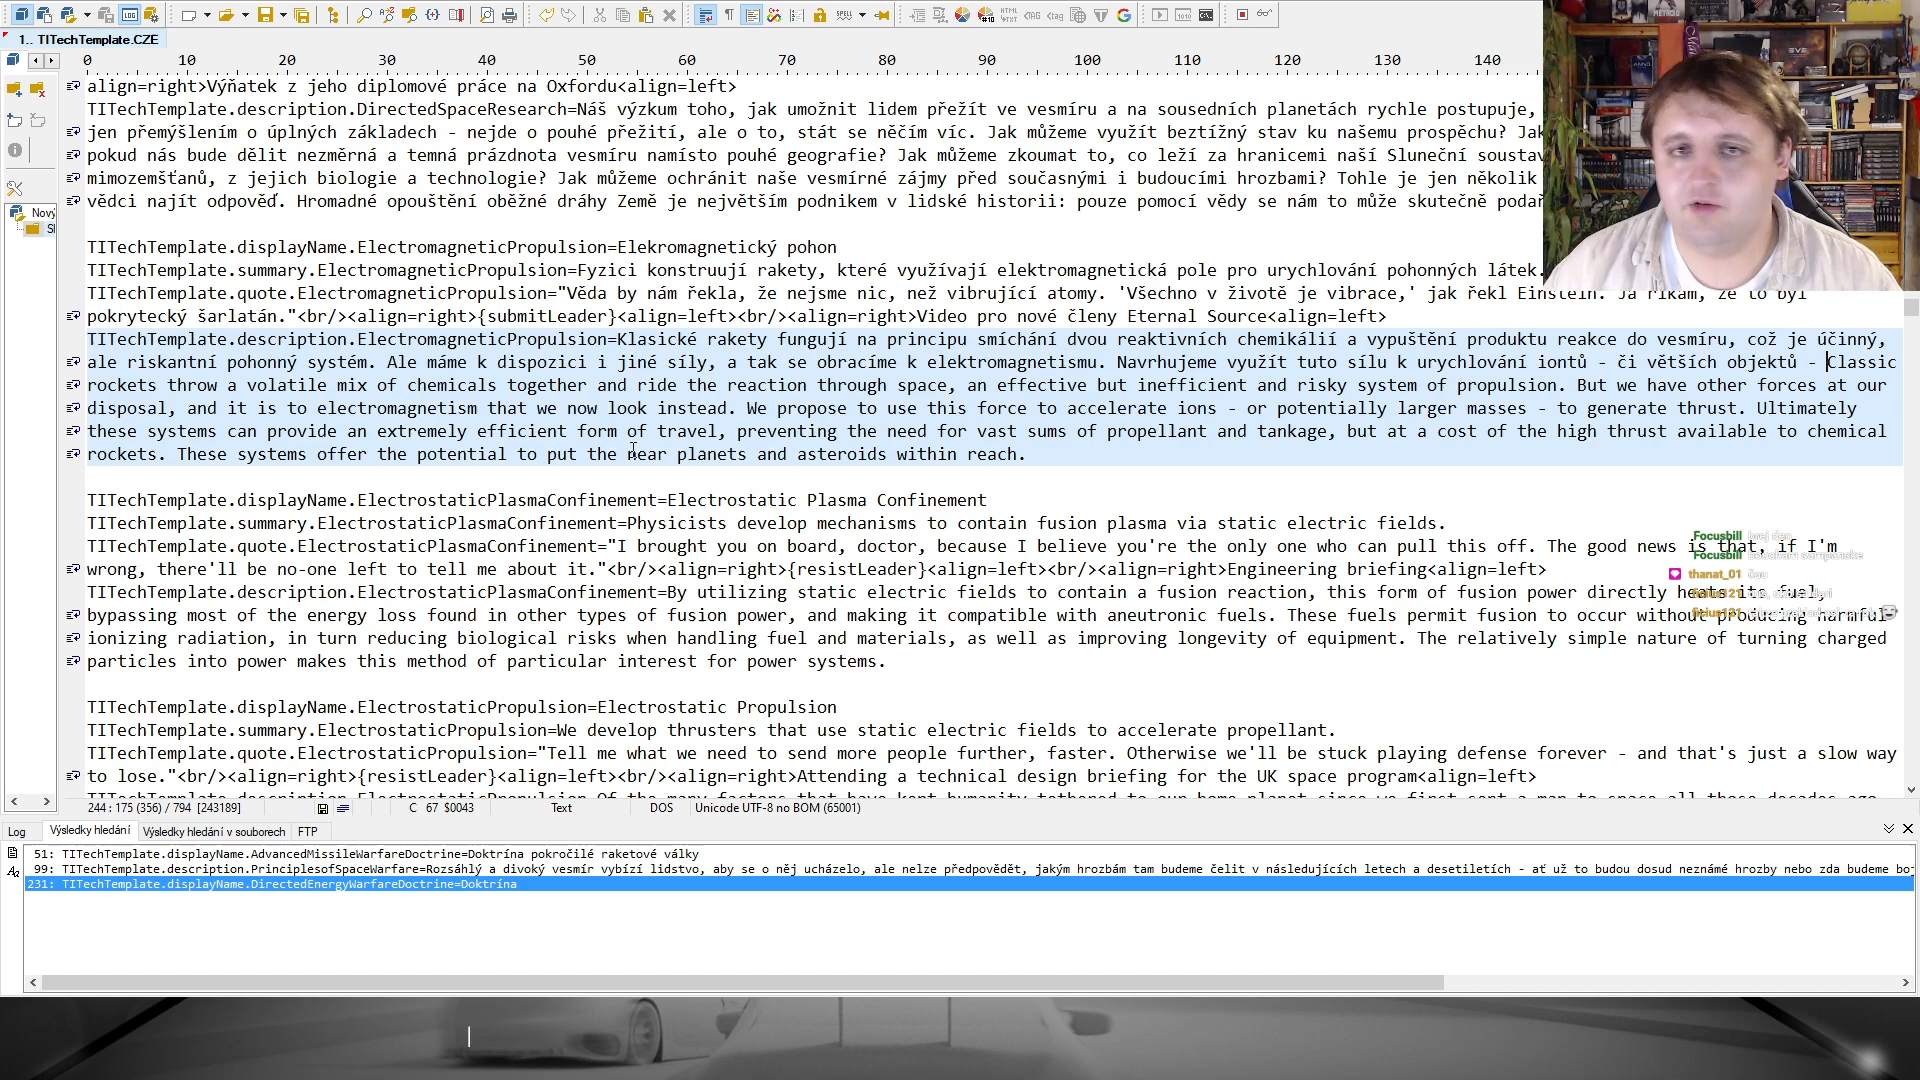 1.. TITechTemplate.CZE
0 10 20 30 40 50 60 70 80 90 100 110 120 130 140
align=right>Výňatek z jeho diplomové práce na Oxfordu<align=left>
TITechTemplate.description.DirectedSpaceResearch=Náš výzkum toho, jak umožnit lidem přežít ve vesmíru a na sousedních planetách rychle postupuje,
jen přemýšlením o úplných základech - nejde o pouhé přežití, ale o to, stát se něčím víc. Jak můžeme využít beztížný stav ku našemu prospěchu?
pokud nás bude dělit nezměrná a temná prázdnota vesmíru namísto pouhé geografie? Jak můžeme zkoumat to, co leží za hranicemi naší Sluneční
mimozemšťanů, z jejich biologie a technologie? Jak můžeme ochránit naše vesmírné zájmy před současnými i budoucími hrozbami? Tohle je jen několik
vědci najít odpověď. Hromadné opouštění oběžné dráhy Země je největším podnikem v lidské historii: pouze pomocí vědy se nám to může skutečně
TITechTemplate.displayName.ElectromagneticPropulsion=Elekromagnetický pohon
TITechTemplate.summary.ElectromagneticPropulsion=Fyzici konstruují rakety, které využívají elektromagnetická pole pro urychlování pohonných látek.
TITechTemplate.quote.ElectromagneticPropulsion="Věda by nám řekla, že nejsme nic, než vibrující atomy. 'Všechno v životě je vibrace,' jak řekl Einstein. Já říkám, že to byl
pokrytecký šarlatán."<br/><align=right>{submitLeader}<align=left><br/><align=right>Video pro nové členy Eternal Source<align=left>
TITechTemplate.description.ElectromagneticPropulsion=Klasické rakety fungují na principu smíchání dvou reaktivních chemikálií a vypuštění produktu reakce do vesmíru, což je účinný,
ale riskantní pohonný systém. Ale máme k dispozici i jiné síly, a tak se obracíme k elektromagnetismu. Navrhujeme využít tuto sílu k urychlování iontů - či větších objektů - Classic
rockets throw a volatile mix of chemicals together and ride the reaction through space, an effective but inefficient and risky system of propulsion. But we have other forces at our
disposal, and it is to electromagnetism that we now look instead. We propose to use this force to accelerate ions - or potentially larger masses - to generate thrust. Ultimately
these systems can provide an extremely efficient form of travel, preventing the need for vast sums of propellant and tankage, but at a cost of the high thrust available to chemical
rockets. These systems offer the potential to put the near planets and asteroids within reach.
TITechTemplate.displayName.ElectrostaticPlasmaConfinement=Electrostatic Plasma Confinement
TITechTemplate.summary.ElectrostaticPlasmaConfinement=Physicists develop mechanisms to contain fusion plasma via static electric fields.
TITechTemplate.quote.ElectrostaticPlasmaConfinement="I brought you on board, doctor, because I believe you're the only one who can pull this off. The good news is that, if I'm
wrong, there'll be no-one left to tell me about it."<br/><align=right>{resistLeader}<align=left><br/><align=right>Engineering briefing<align=left>
TITechTemplate.description.ElectrostaticPlasmaConfinement=By utilizing static electric fields to contain a fusion reaction, this form of fusion power directly heats its fuel,
bypassing most of the energy loss found in other types of fusion power, and making it compatible with aneutronic fuels. These fuels permit fusion to occur without producing harmful
ionizing radiation, in turn reducing biological risks when handling fuel and materials, as well as improving longevity of equipment. The relatively simple nature of turning charged
particles into power makes this method of particular interest for power systems.
TITechTemplate.displayName.ElectrostaticPropulsion=Electrostatic Propulsion
TITechTemplate.summary.ElectrostaticPropulsion=We develop thrusters that use static electric fields to accelerate propellant.
TITechTemplate.quote.ElectrostaticPropulsion="Tell me what we need to send more people further, faster. Otherwise we'll be stuck playing defense forever - and that's just a slow way
to lose."<br/><align=right>{resistLeader}<align=left><br/><align=right>Attending a technical design briefing for the UK space program<align=left>
Focusbill
Focusbill
thanat_01 čau
Nový
244 : 175 (356) / 794 [243189] C 67 $0043 Text DOS Unicode UTF-8 no BOM (65001)
Log Výsledky hledání Výsledky hledání v souborech FTP
51: TITechTemplate.displayName.AdvancedMissileWarfareDoctrine=Doktrína pokročilé raketové války
99: TITechTemplate.description.PrinciplesofSpaceWarfare=Rozsáhlý a divoký vesmír vybízí lidstvo, aby se o něj ucházelo, ale nelze předpovědět, jakým hrozbám tam budeme čelit v následujících letech a desetiletích - ať už to budou dosud neznámé hrozby nebo zda budeme
231: TITechTemplate.displayName.DirectedEnergyWarfareDoctrine=Doktrína